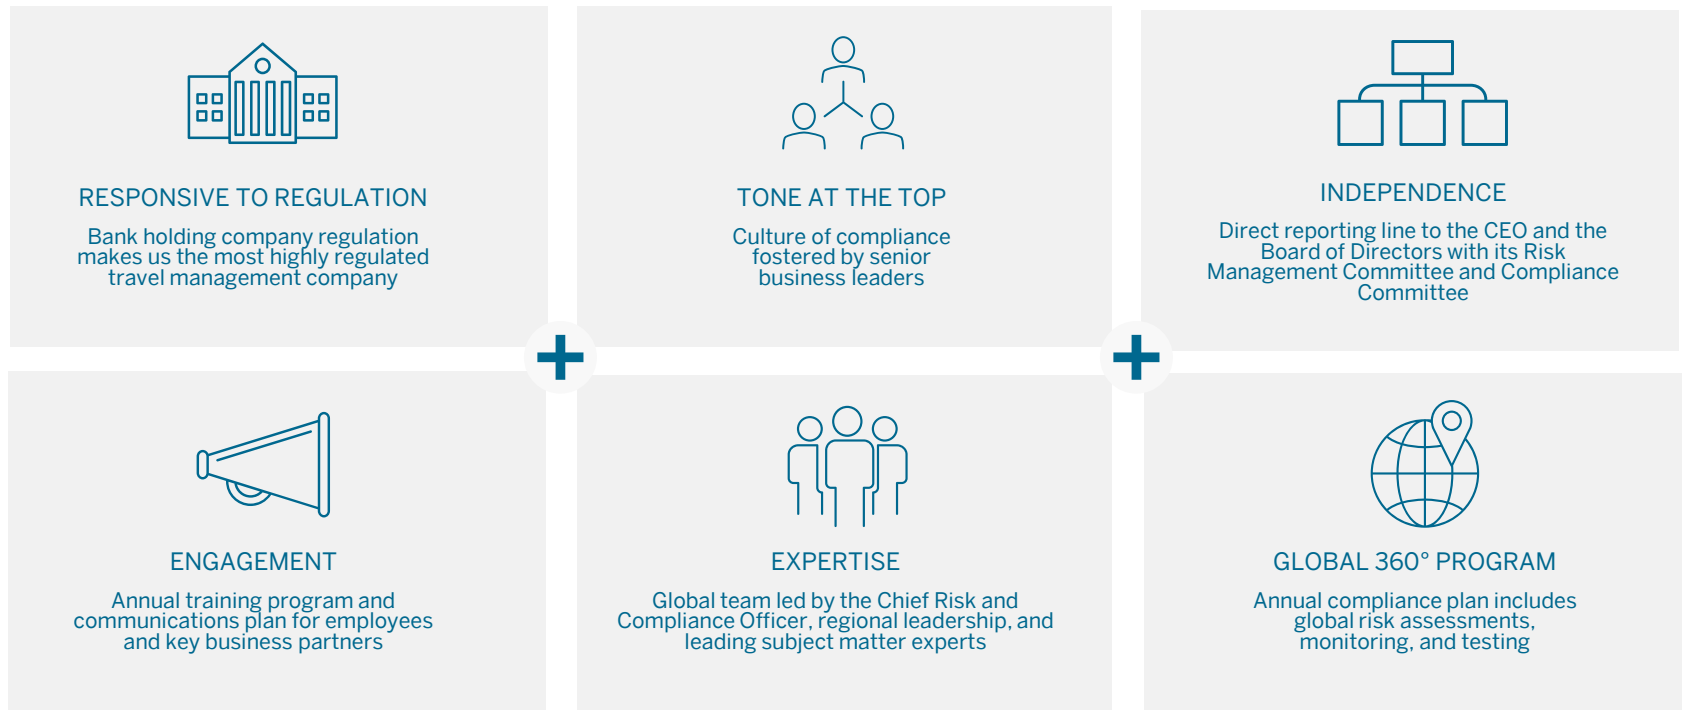 RESPONSIVE TO REGULATION
Bank holding company regulation
makes us the most highly regulated
travel management company
TONE AT THE TOP
Culture of compliance
fostered by senior
business leaders
INDEPENDENCE
Direct reporting line to the CEO and the
Board of Directors with its Risk
Management Committee and Compliance
Committee
ENGAGEMENT
Annual training program and
communications plan for employees
and key business partners
EXPERTISE
Global team led by the Chief Risk and
Compliance Officer, regional leadership, and
leading subject matter experts
GLOBAL 360° PROGRAM
Annual compliance plan includes
global risk assessments,
monitoring, and testing